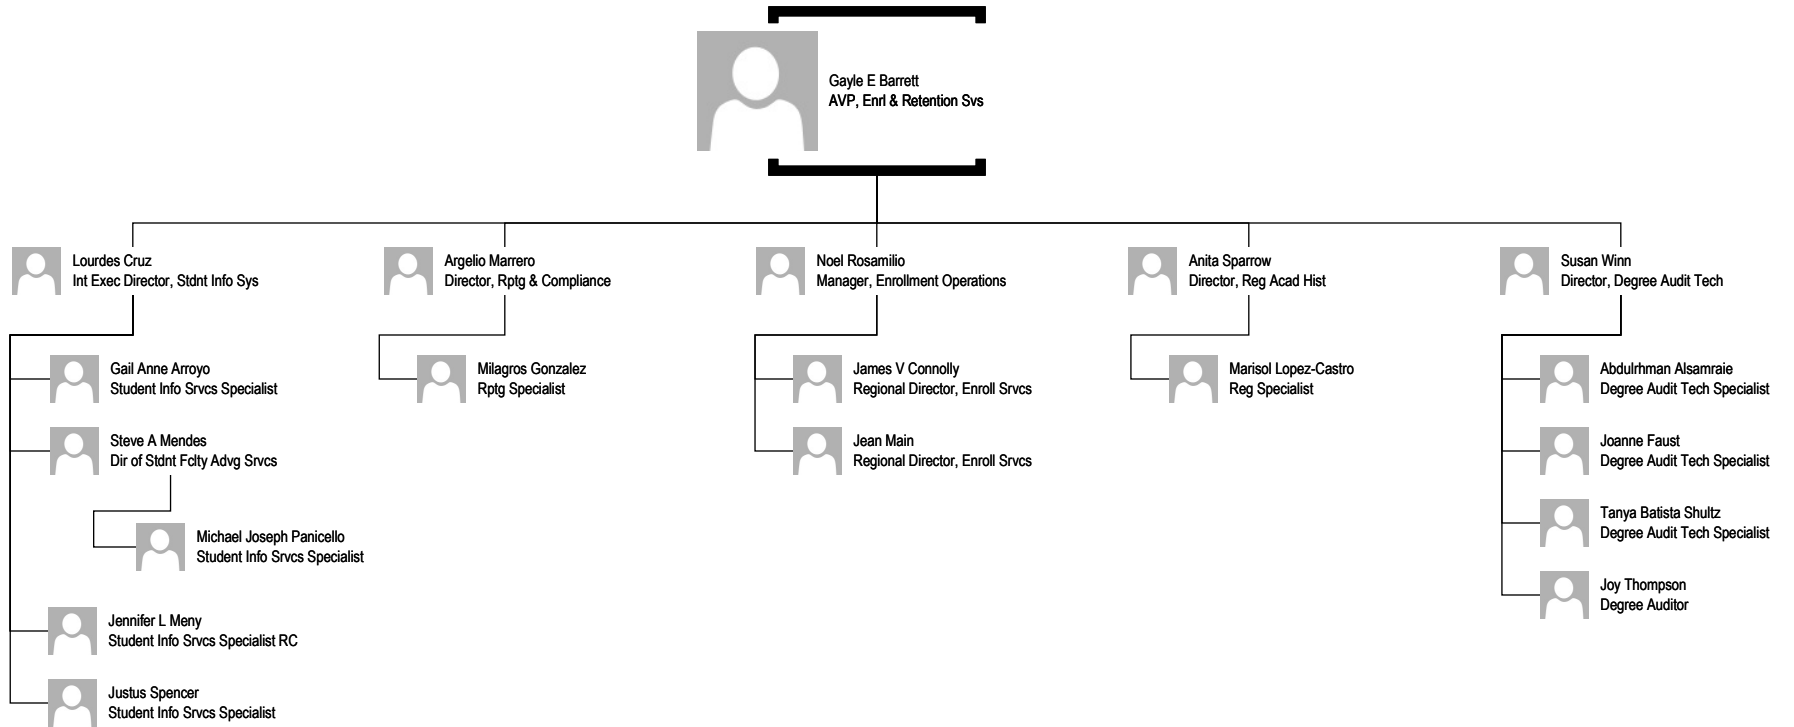 Gayle E Barrett
AVP, Enrl & Retention Svs
Lourdes Cruz
Int Exec Director, Stdnt Info Sys
Argelio Marrero
Director, Rptg & Compliance
Noel Rosamilio
Manager, Enrollment Operations
Anita Sparrow
Director, Reg Acad Hist
Susan Winn
Director, Degree Audit Tech
Gail Anne Arroyo
Student Info Srvcs Specialist
Steve A Mendes
Dir of Stdnt Fclty Advg Srvcs
Michael Joseph Panicello
Student Info Srvcs Specialist
Jennifer L Meny
Student Info Srvcs Specialist RC
Justus Spencer
Student Info Srvcs Specialist
Milagros Gonzalez
Rptg Specialist
James V Connolly
Regional Director, Enroll Srvcs
Jean Main
Regional Director, Enroll Srvcs
Marisol Lopez-Castro
Reg Specialist
Abdulrhman Alsamraie
Degree Audit Tech Specialist
Joanne Faust
Degree Audit Tech Specialist
Tanya Batista Shultz
Degree Audit Tech Specialist
Joy Thompson
Degree Auditor